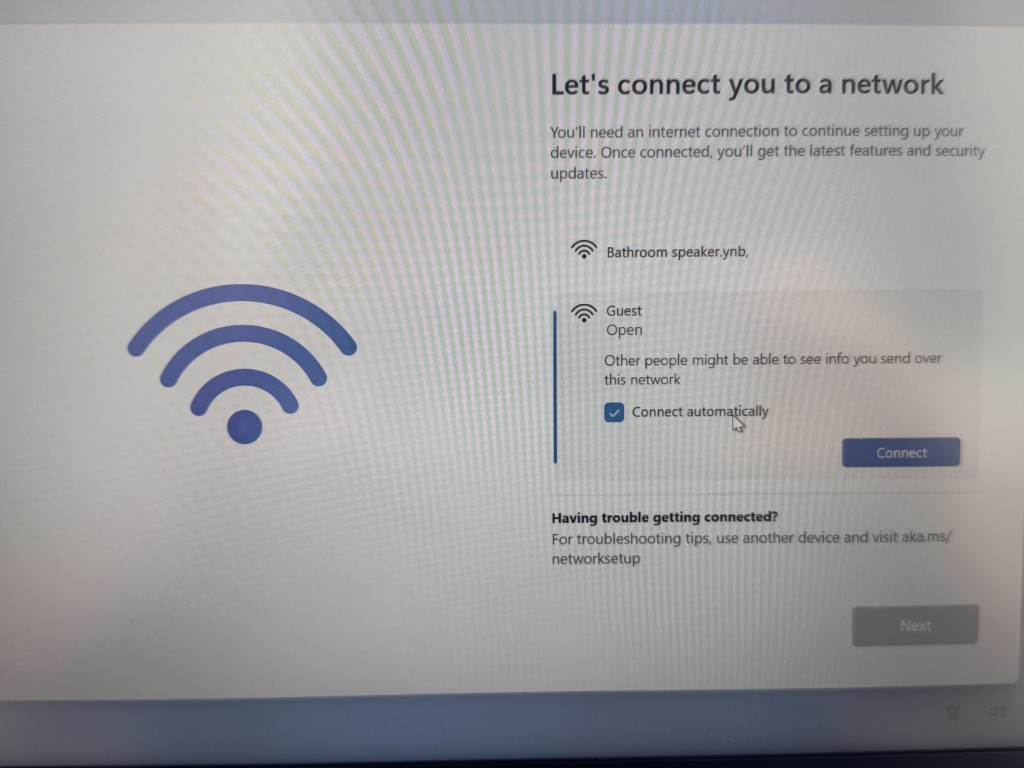 Let's connect you to a network
You'll need an internet connection to continue setting up your
device. Once connected, you'll get the latest features and security
updates.
Bathroom speaker.ynb,
Guest
Open
Other people might be able to see info you send over
this network
Connect automatically
Connect
Having trouble getting connected?
For troubleshooting tips, use another device and visit aka.ms/
networksetup
Next